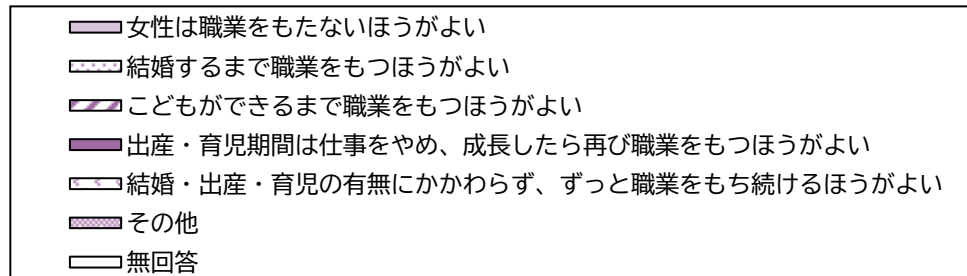 女性は職業をもたないほうがよい
結婚するまで職業をもつほうがよい
こどもができるまで職業をもつほうがよい
出産・育児期間は仕事をやめ、成長したら再び職業をもつほうがよい
結婚・出産・育児の有無にかかわらず、ずっと職業をもち続けるほうがよい
その他
無回答